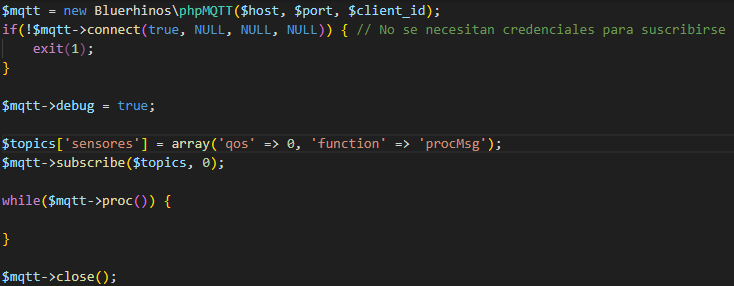 $mqtt = new Bluerhinos\phpMQTT($host, $port, $client_id);
if(!$mqtt->connect(true, NULL, NULL, NULL)) { // No se necesitan credenciales para suscribirse
    exit(1);
}
$mqtt->debug = true;
$topics['sensores'] = array('qos' => 0, 'function' => 'procMsg');
$mqtt->subscribe($topics, 0);
while($mqtt->proc()) {
}
$mqtt->close();